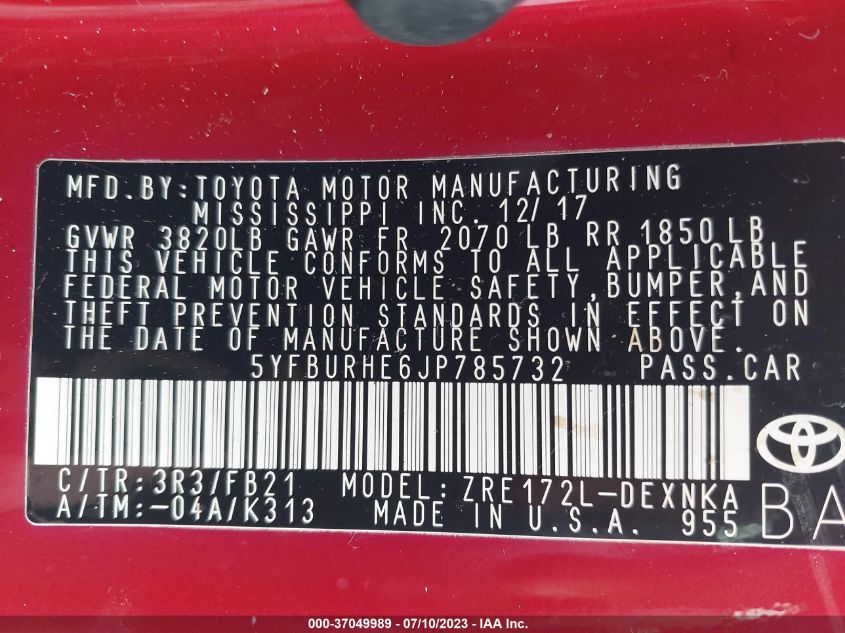 MFD.BY:TOYOTA MOTOR MANUFACTURING
MISSISSIPPI INC. 12/ 17
GVWR 3820LB GAWR FR 2070 LB RR 1850 LB
THIS VEHICLE CONFORMS TO ALL APPLICABLE
FEDERAL MOTOR VEHICLE SAFETY,BUMPER,AND
THEFT PREVENTION STANDARDS IN EFFECT ON
THE DATE OF MANUFACTURE SHOWN ABOVE.
5YFBURHE6JP785732 PASS.CAR
C/TR:3R3/FB21 MODEL:ZRE172L-DEXNKA
A/TM:-04A/K313 MADE IN U.S.A. 955 BA
000-37049989 - 07/10/2023 - IAA Inc.